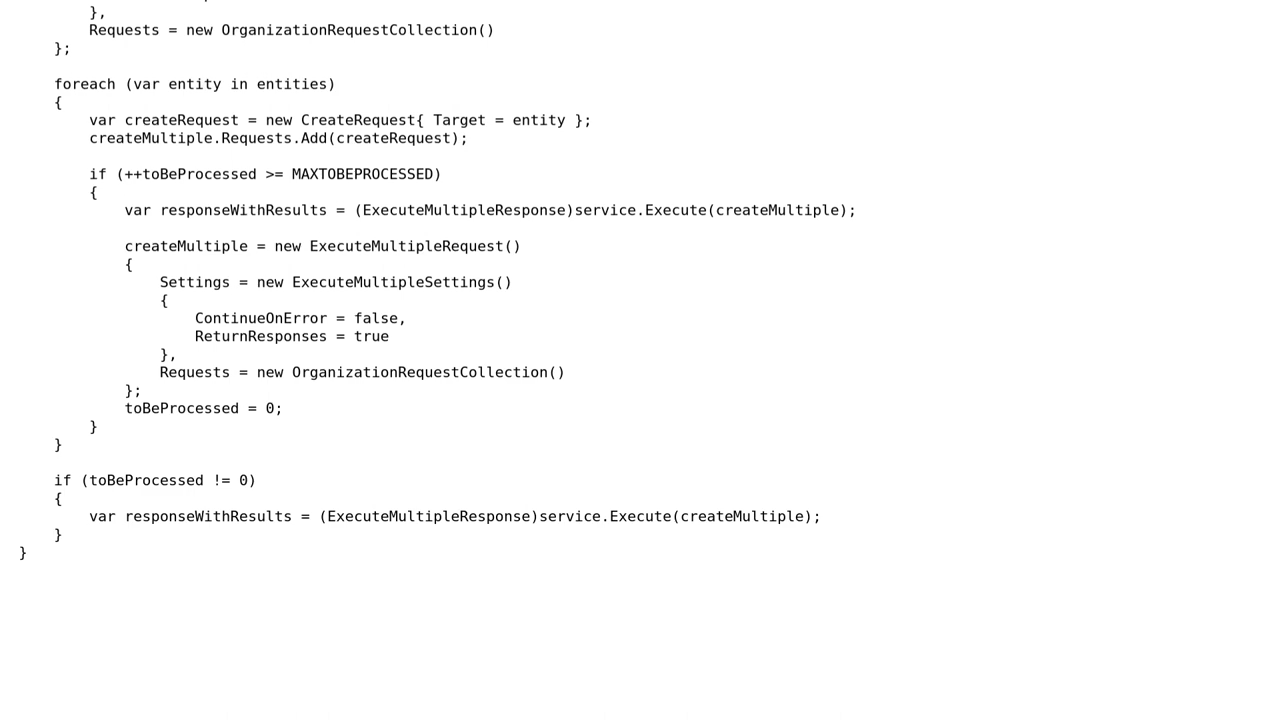 },
Requests = new OrganizationRequestCollection()
};
foreach (var entity in entities)
{
var createRequest = new CreateRequest{ Target = entity };
createMultiple.Requests.Add(createRequest);
if (++toBeProcessed >= MAXTOBEPROCESSED)
{
var responseWithResults = (ExecuteMultipleResponse)service.Execute(createMultiple);
createMultiple = new ExecuteMultipleRequest()
{
Settings = new ExecuteMultipleSettings()
{
ContinueOnError = false,
ReturnResponses = true
},
Requests = new OrganizationRequestCollection()
};
toBeProcessed = 0;
}
}
if (toBeProcessed != 0)
{
var responseWithResults = (ExecuteMultipleResponse)service.Execute(createMultiple);
}
}